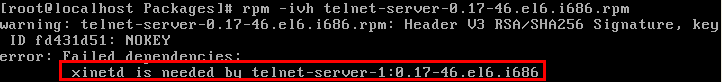 [root@localhost Packages]# rpm -ivh telnet-server-0.17-46.el6.i686.rpm
warning: telnet-server-0.17-46.el6.i686.rpm: Header V3 RSA/SHA256 Signature, key
ID fd431d51: NOKEY
error: Failed dependencies:
xinetd is needed by telnet-server-1:0.17-46.el6.i686